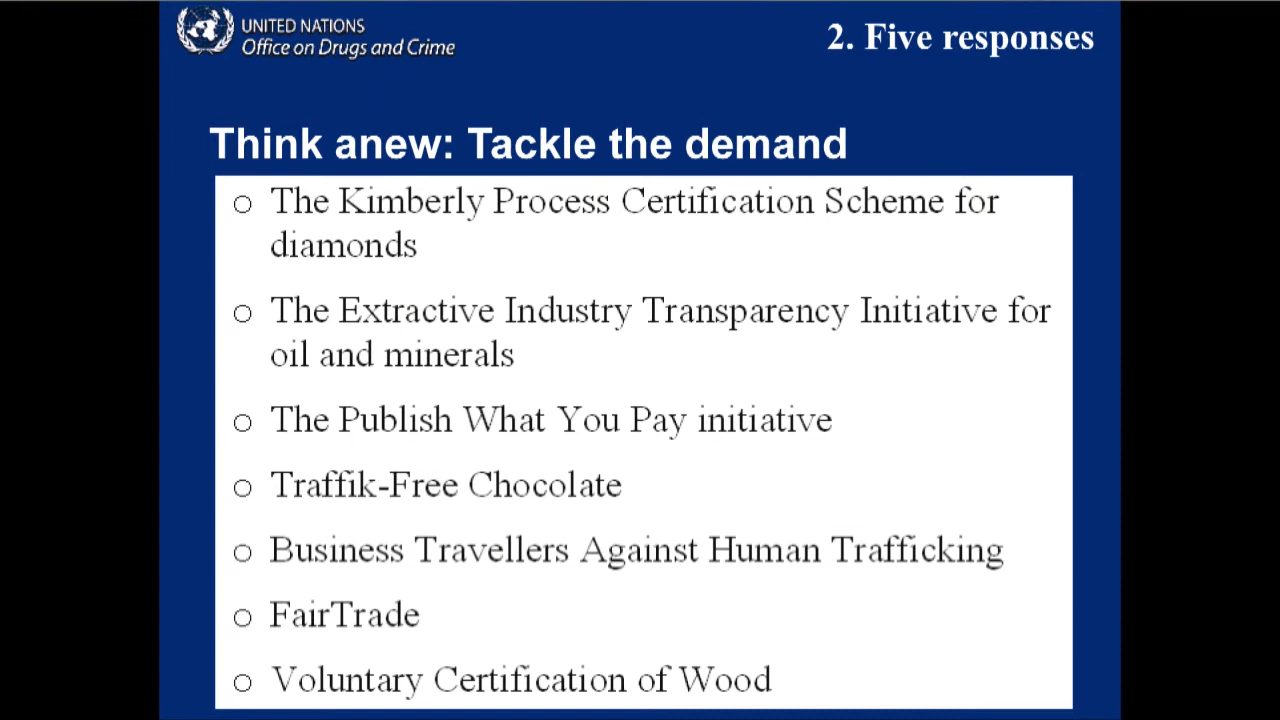 UNITED NATIONS
Office on Drugs and Crime
2. Five responses
Think anew: Tackle the demand
○ The Kimberly Process Certification Scheme for
diamonds
○ The Extractive Industry Transparency Initiative for
oil and minerals
○ The Publish What You Pay initiative
○ Traffik-Free Chocolate
○ Business Travellers Against Human Trafficking
○ FairTrade
○ Voluntary Certification of Wood